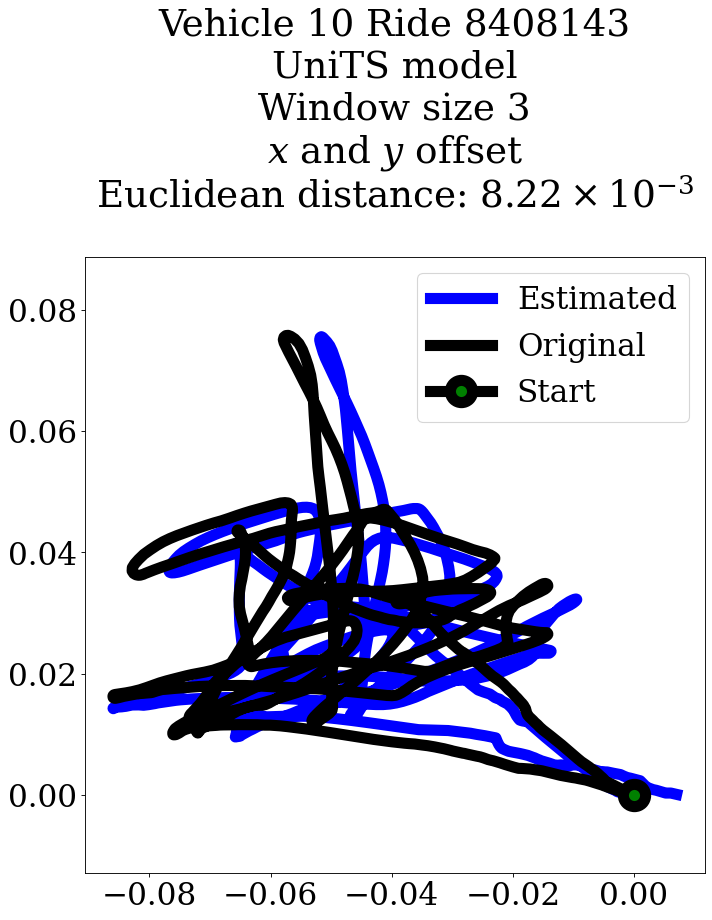 Vehicle 10 Ride 8408143
UniTS model
Window size 3
x and y offset
Euclidean distance: 8.22 × 10⁻³
Estimated
Original
Start
0.08
0.06
0.04
0.02
0.00
−0.08 −0.06 −0.04 −0.02 0.00